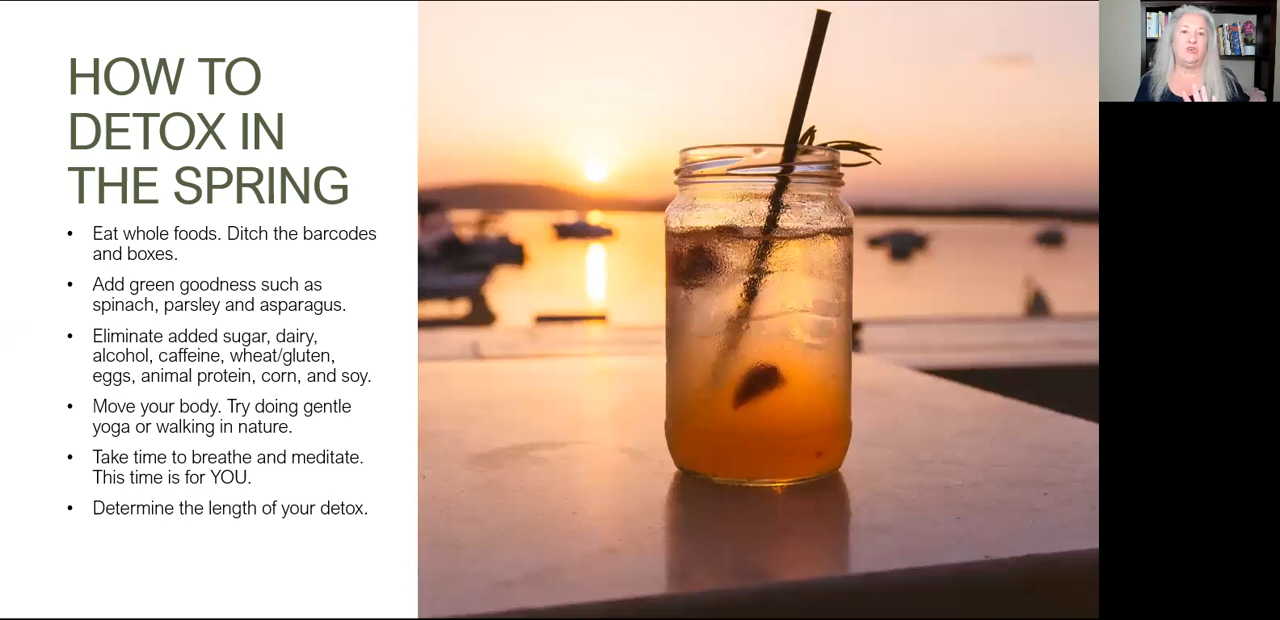 HOW TO
DETOX IN
THE SPRING
• Eat whole foods. Ditch the barcodes
and boxes.
• Add green goodness such as
spinach, parsley and asparagus.
• Eliminate added sugar, dairy,
alcohol, caffeine, wheat/gluten,
eggs, animal protein, corn, and soy.
• Move your body. Try doing gentle
yoga or walking in nature.
• Take time to breathe and meditate.
This time is for YOU.
• Determine the length of your detox.